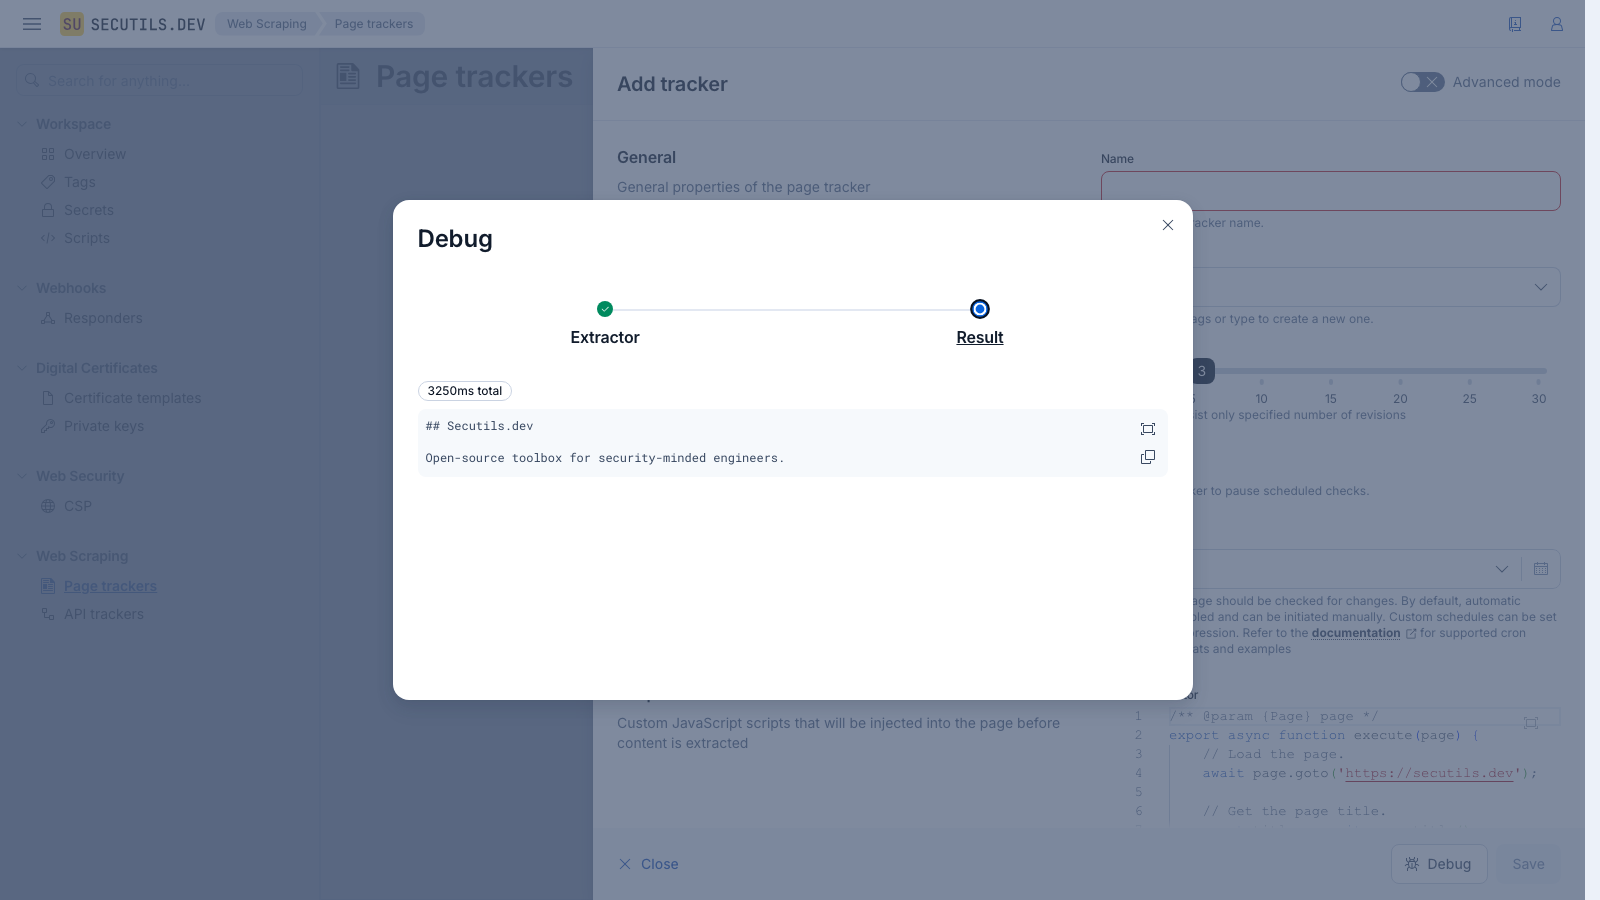 SU SECUTILS.DEV
Web Scraping
Page trackers
Search for anything...
Workspace
Overview
Tags
Secrets
Scripts
Webhooks
Responders
Digital Certificates
Certificate templates
Private keys
Web Security
CSP
Web Scraping
Page trackers
API trackers
Page trackers
Add tracker
Advanced mode
General
General properties of the page tracker
Name
racker name.
ags or type to create a new one.
3
5 10 15 20 25 30
ist only specified number of revisions
ker to pause scheduled checks.
age should be checked for changes. By default, automatic
oled and can be initiated manually. Custom schedules can be set
ression. Refer to the documentation for supported cron
ats and examples
Custom JavaScript scripts that will be injected into the page before
content is extracted
or
1 /** @param {Page} page */
2 export async function execute(page) {
3 // Load the page.
4 await page.goto('https://secutils.dev');
5
6 // Get the page title.
Close
Debug
Save
Debug
Extractor
Result
3250ms total
## Secutils.dev
Open-source toolbox for security-minded engineers.